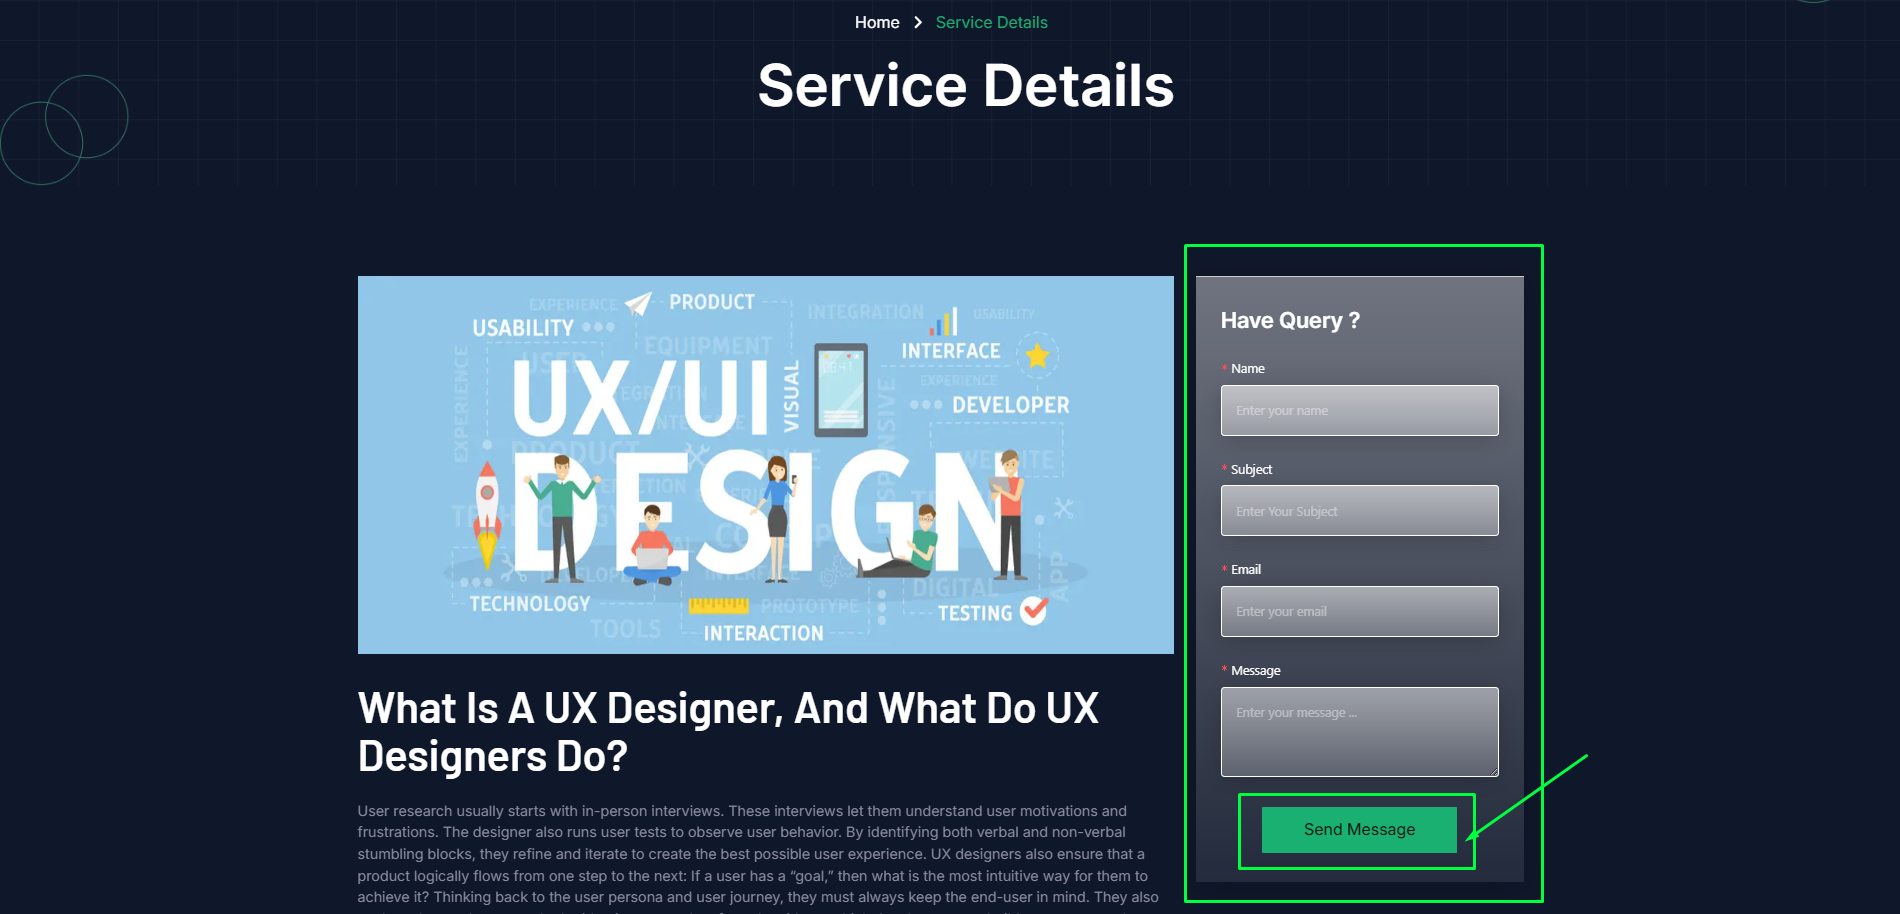 Home > Service Details
Service Details
EXPERIENCE
PRODUCT
INTEGRATION
USABILITY
USABILITY
EQUIPMENT
INTERFACE
USER
EXPERIENCE
EXPERIENCE
UX/UI
VISUAL
DEVELOPER
PRODUCT
WEBSITE
DESIGN
TECHNOLOGY
DIGITAL
APP
TECHNOLOGY
PROTOTYPE
TESTING
TOOLS
INTERACTION
Have Query ?
* Name
Enter your name
* Subject
Enter Your Subject
* Email
Enter your email
* Message
Enter your message ...
Send Message
What Is A UX Designer, And What Do UX
Designers Do?
User research usually starts with in-person interviews. These interviews let them understand user motivations and
frustrations. The designer also runs user tests to observe user behavior. By identifying both verbal and non-verbal
stumbling blocks, they refine and iterate to create the best possible user experience. UX designers also ensure that a
product logically flows from one step to the next: If a user has a “goal,” then what is the most intuitive way for them to
achieve it? Thinking back to the user persona and user journey, they must always keep the end-user in mind. They also